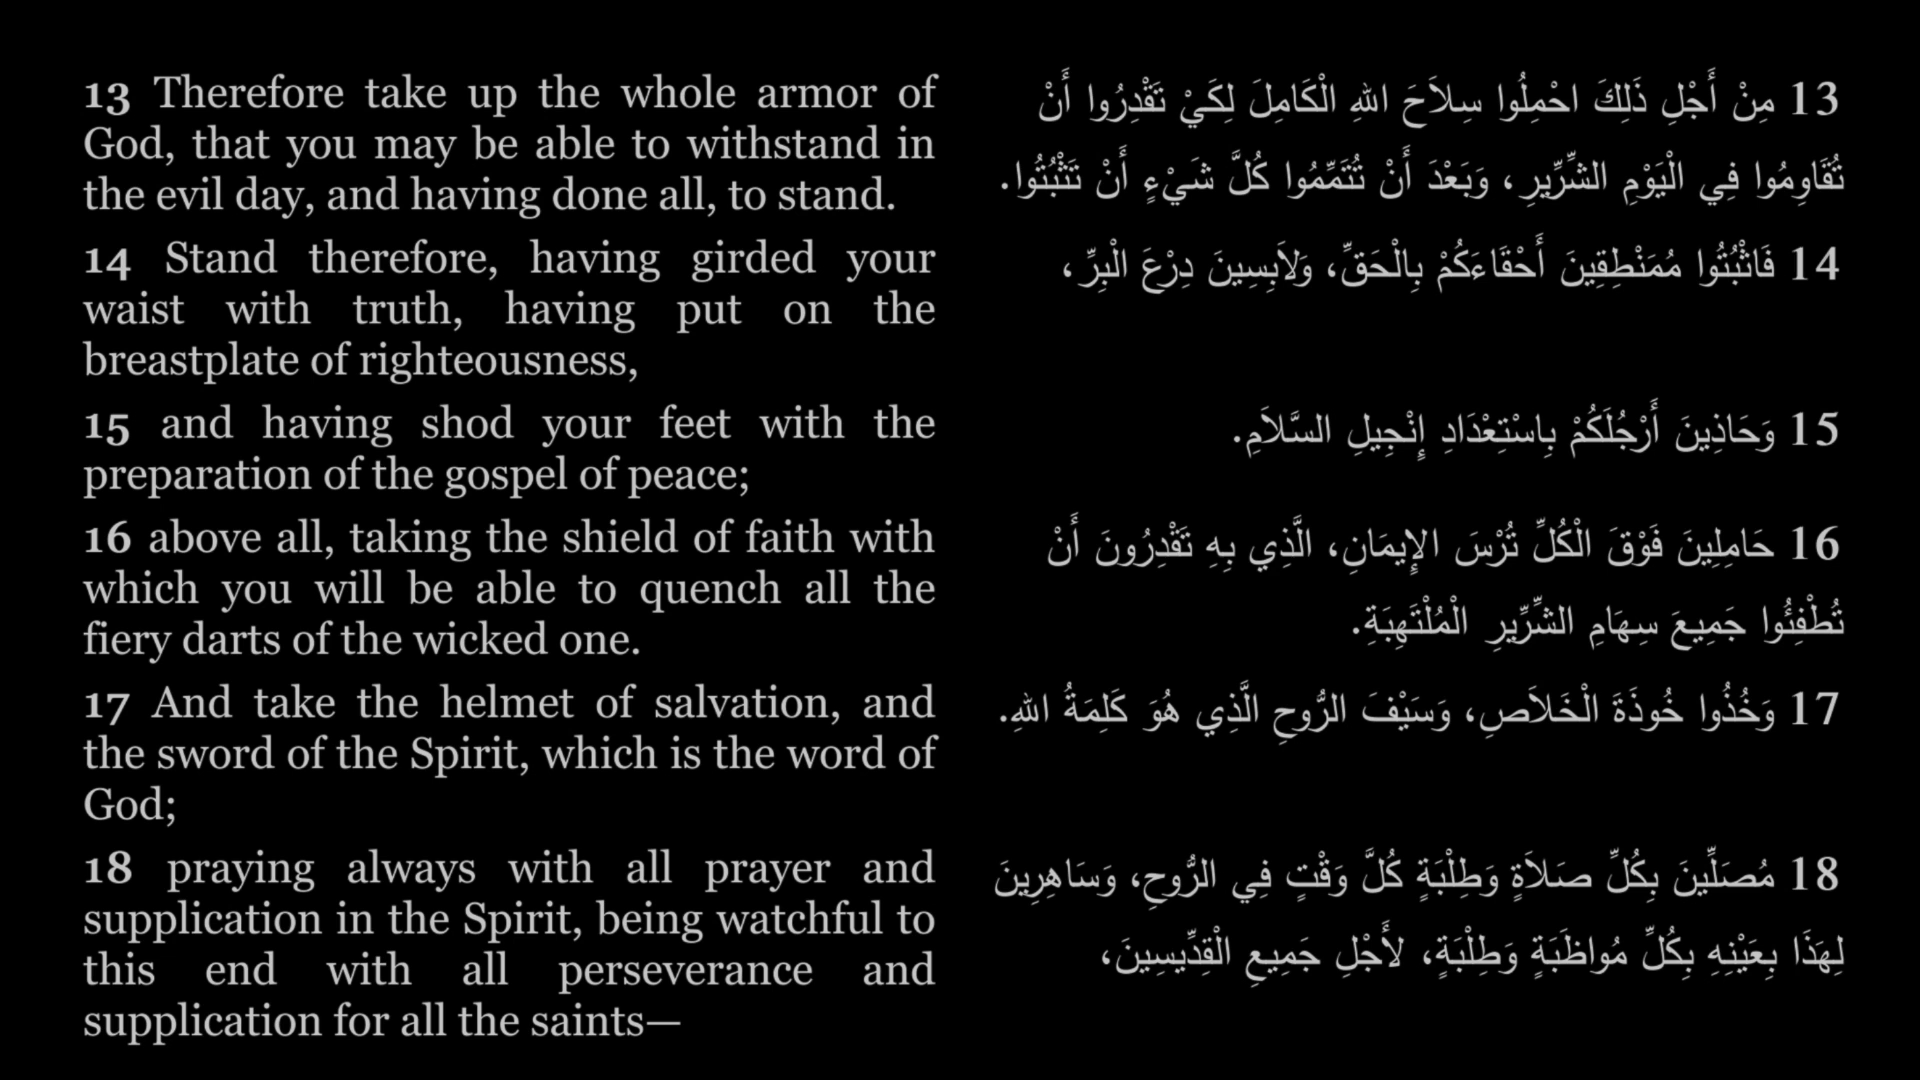 13 Therefore take up the whole armor of
God, that you may be able to withstand in
the evil day, and having done all, to stand.
14 Stand therefore, having girded your
waist with truth, having put on the
breastplate of righteousness,
15 and having shod your feet with the
preparation of the gospel of peace;
16 above all, taking the shield of faith with
which you will be able to quench all the
fiery darts of the wicked one.
17 And take the helmet of salvation, and
the sword of the Spirit, which is the word of
God;
18 praying always with all prayer and
supplication in the Spirit, being watchful to
this end with all perseverance and
supplication for all the saints—
13 مِنْ أَجْلِ ذَلِكَ احْمِلُوا سِلاَحَ اللهِ الْكَامِلَ لِكَيْ تَقْدِرُوا أَنْ
تُقَاوِمُوا فِي الْيَوْمِ الشِّرِّيرِ، وَبَعْدَ أَنْ تُتَمِّمُوا كُلَّ شَيْءٍ أَنْ تَثْبُتُوا.
14 فَاثْبُتُوا مُمَنْطِقِينَ أَحْقَاءَكُمْ بِالْحَقِّ، وَلاَبِسِينَ دِرْعَ الْبِرِّ،
15 وَحَاذِينَ أَرْجُلَكُمْ بِاسْتِعْدَادِ إِنْجِيلِ السَّلاَمِ.
16 حَامِلِينَ فَوْقَ الْكُلِّ تُرْسَ الإِيمَانِ، الَّذِي بِهِ تَقْدِرُونَ أَنْ
تُطْفِئُوا جَمِيعَ سِهَامِ الشِّرِّيرِ الْمُلْتَهِبَةِ.
17 وَخُذُوا خُوذَةَ الْخَلاَصِ، وَسَيْفَ الرُّوحِ الَّذِي هُوَ كَلِمَةُ اللهِ.
18 مُصَلِّينَ بِكُلِّ صَلاَةٍ وَطِلْبَةٍ كُلَّ وَقْتٍ فِي الرُّوحِ، وَسَاهِرِينَ
لِهَذَا بِعَيْنِهِ بِكُلِّ مُواظَبَةٍ وَطِلْبَةٍ، لأَجْلِ جَمِيعِ الْقِدِّيسِينَ،